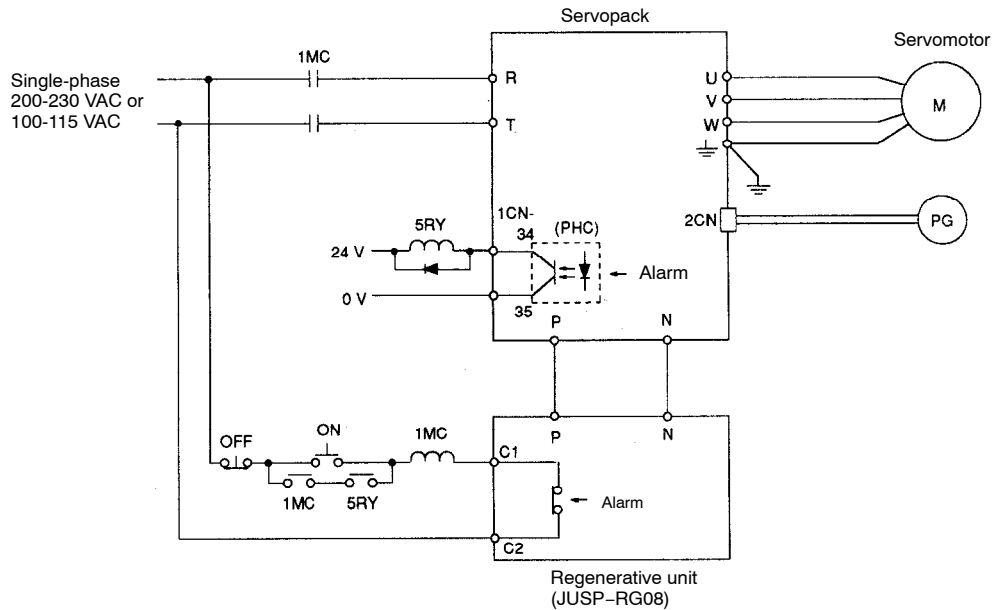 Servopack
Servomotor
1MC
Single-phase
200-230 VAC or
100-115 VAC
R
T
U
V
W
M
1CN-
34
(PHC)
2CN
PG
5RY
24 V
Alarm
0 V
35
P
N
P
N
OFF
ON
1MC
C1
1MC
5RY
Alarm
C2
Regenerative unit
(JUSP−RG08)